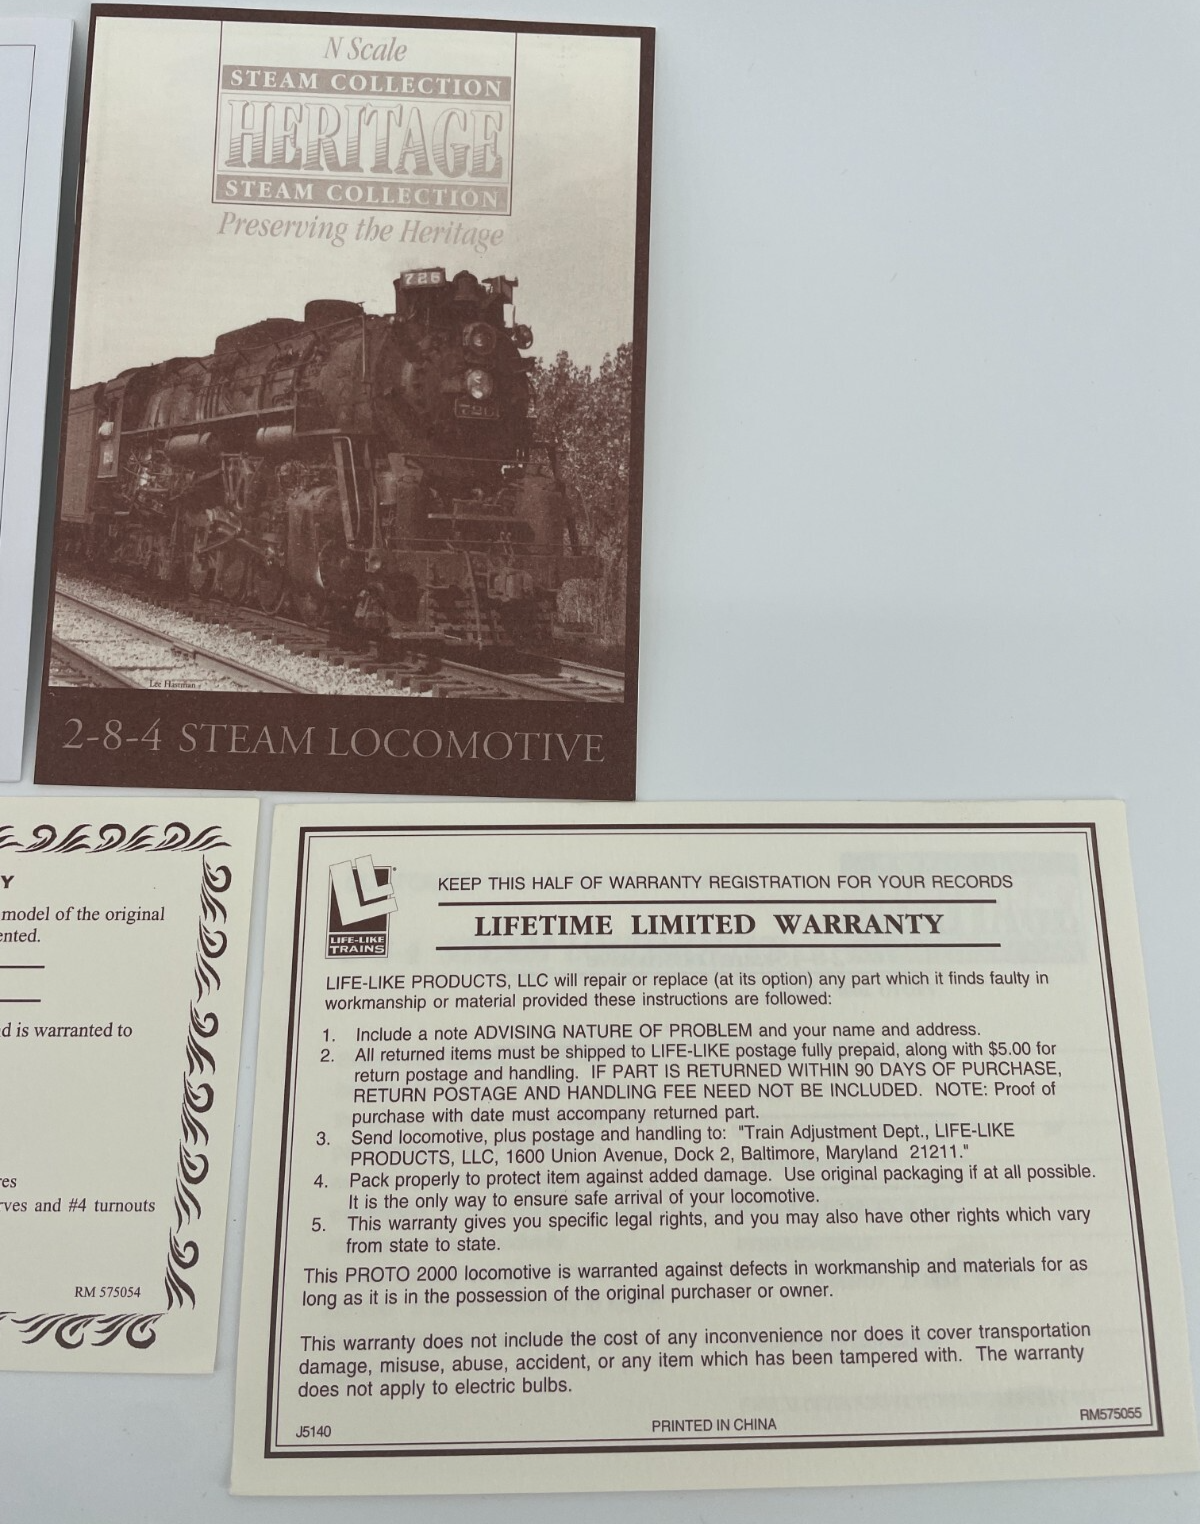 N Scale
STEAM COLLECTION
HERITAGE
STEAM COLLECTION
Preserving the Heritage
726
Lee Hastman
2-8-4 STEAM LOCOMOTIVE
Y
model of the original
ented.
d is warranted to
es
rves and #4 turnouts
RM 575054
LL
LIFE-LIKE
TRAINS
KEEP THIS HALF OF WARRANTY REGISTRATION FOR YOUR RECORDS
LIFETIME LIMITED WARRANTY
LIFE-LIKE PRODUCTS, LLC will repair or replace (at its option) any part which it finds faulty in
workmanship or material provided these instructions are followed:
1. Include a note ADVISING NATURE OF PROBLEM and your name and address.
2. All returned items must be shipped to LIFE-LIKE postage fully prepaid, along with $5.00 for
return postage and handling. IF PART IS RETURNED WITHIN 90 DAYS OF PURCHASE,
RETURN POSTAGE AND HANDLING FEE NEED NOT BE INCLUDED. NOTE: Proof of
purchase with date must accompany returned part.
3. Send locomotive, plus postage and handling to: "Train Adjustment Dept., LIFE-LIKE
PRODUCTS, LLC, 1600 Union Avenue, Dock 2, Baltimore, Maryland 21211."
4. Pack properly to protect item against added damage. Use original packaging if at all possible.
It is the only way to ensure safe arrival of your locomotive.
5. This warranty gives you specific legal rights, and you may also have other rights which vary
from state to state.
This PROTO 2000 locomotive is warranted against defects in workmanship and materials for as
long as it is in the possession of the original purchaser or owner.
This warranty does not include the cost of any inconvenience nor does it cover transportation
damage, misuse, abuse, accident, or any item which has been tampered with. The warranty
does not apply to electric bulbs.
J5140
PRINTED IN CHINA
RM575055